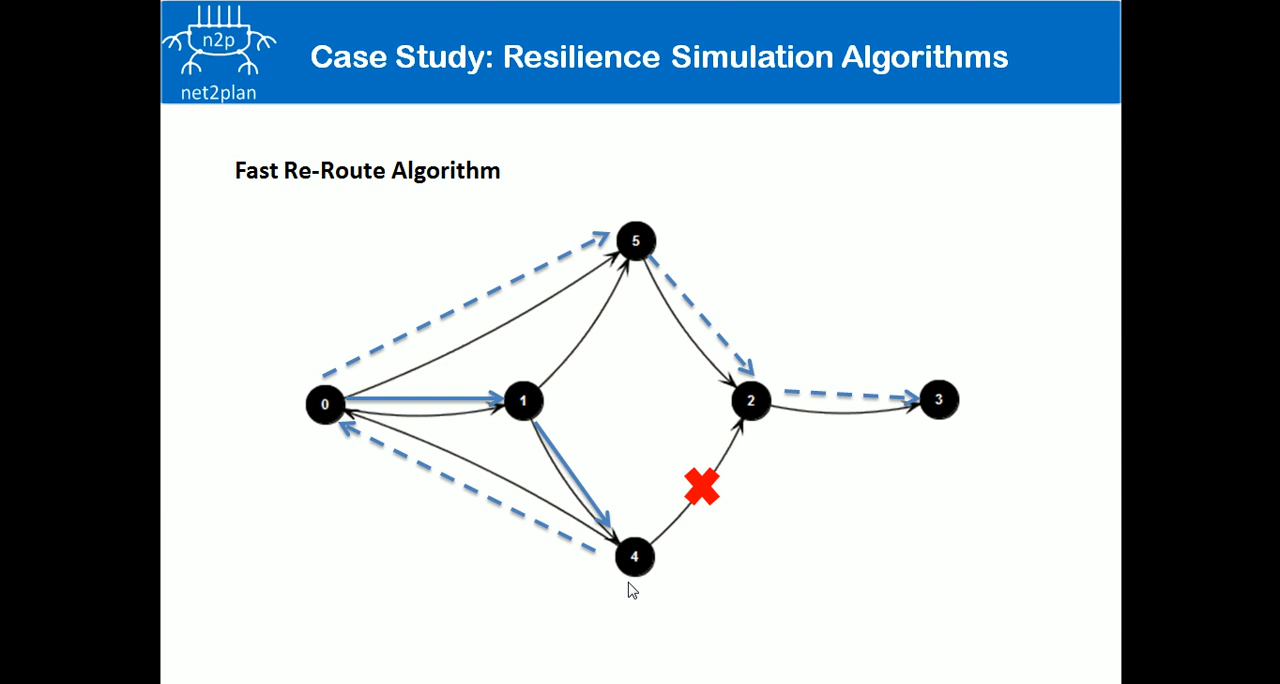 n2p
net2plan
Case Study: Resilience Simulation Algorithms
Fast Re-Route Algorithm
5
0
1
2
3
4